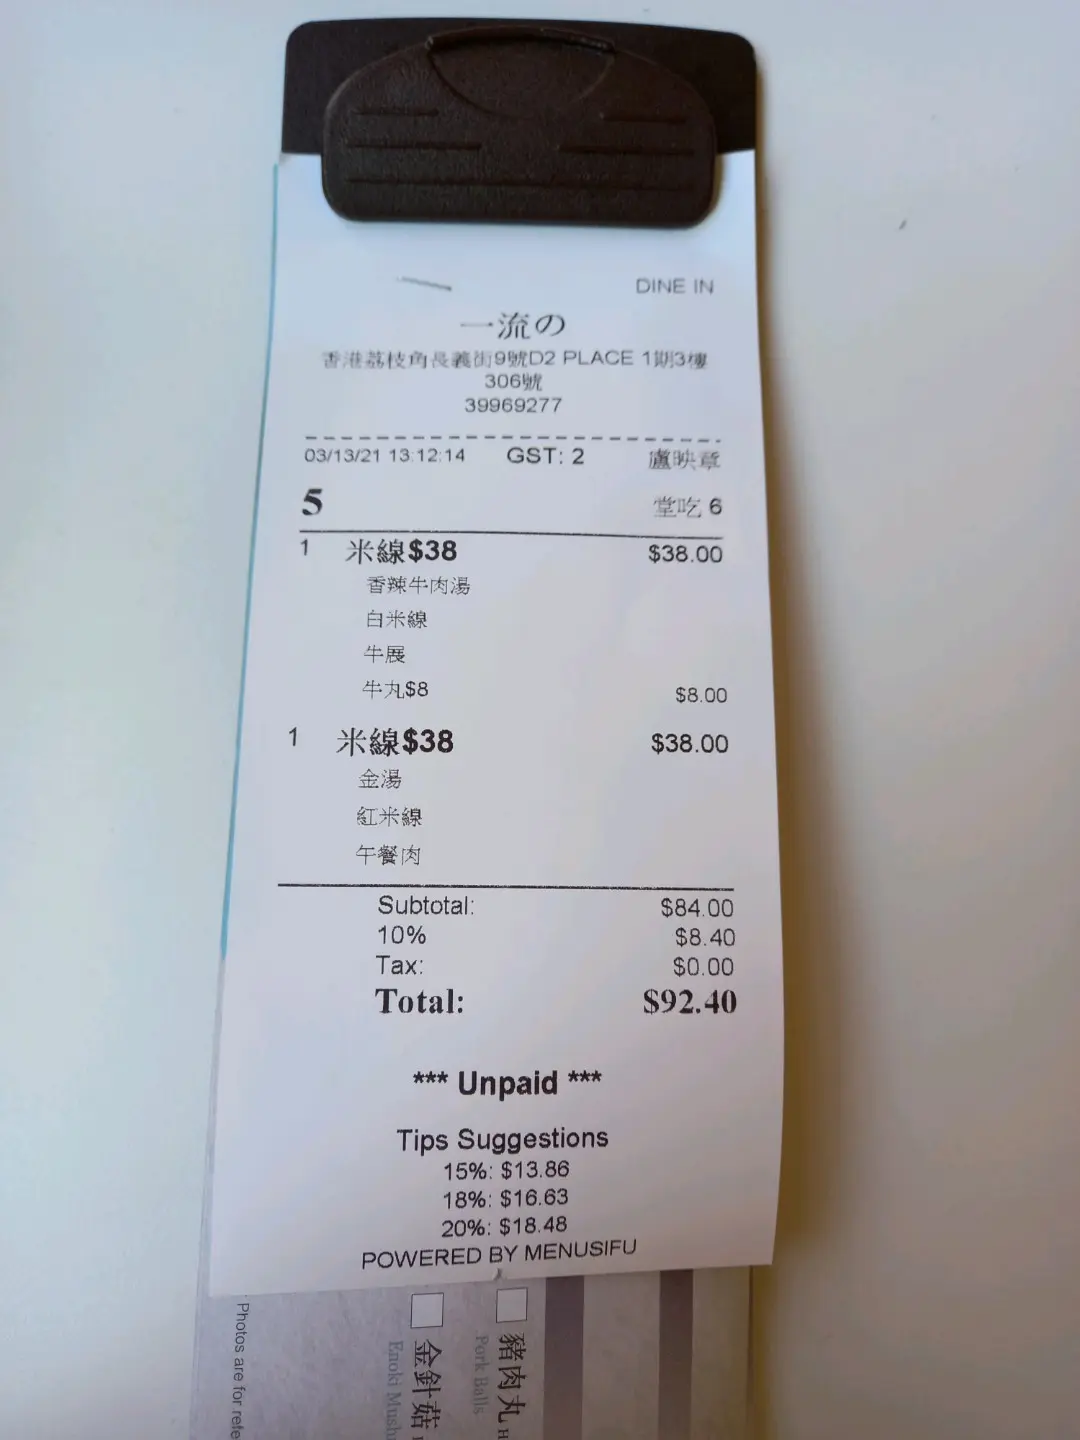 DINE IN
一流の
香港荔枝角長義街9號D2 PLACE 1期3樓
306號
39969277
03/13/21 13:12:14 GST: 2 盧映章
5 堂吃 6
1 米線$38 $38.00
香辣牛肉湯
白米線
牛展
牛丸$8 $8.00
1 米線$38 $38.00
金湯
紅米線
午餐肉
Subtotal: $84.00
10% $8.40
Tax: $0.00
Total: $92.40
*** Unpaid ***
Tips Suggestions
15%: $13.86
18%: $16.63
20%: $18.48
POWERED BY MENUSIFU
豬肉丸
Pork Balls
金針菇
Enoki
Photos are for